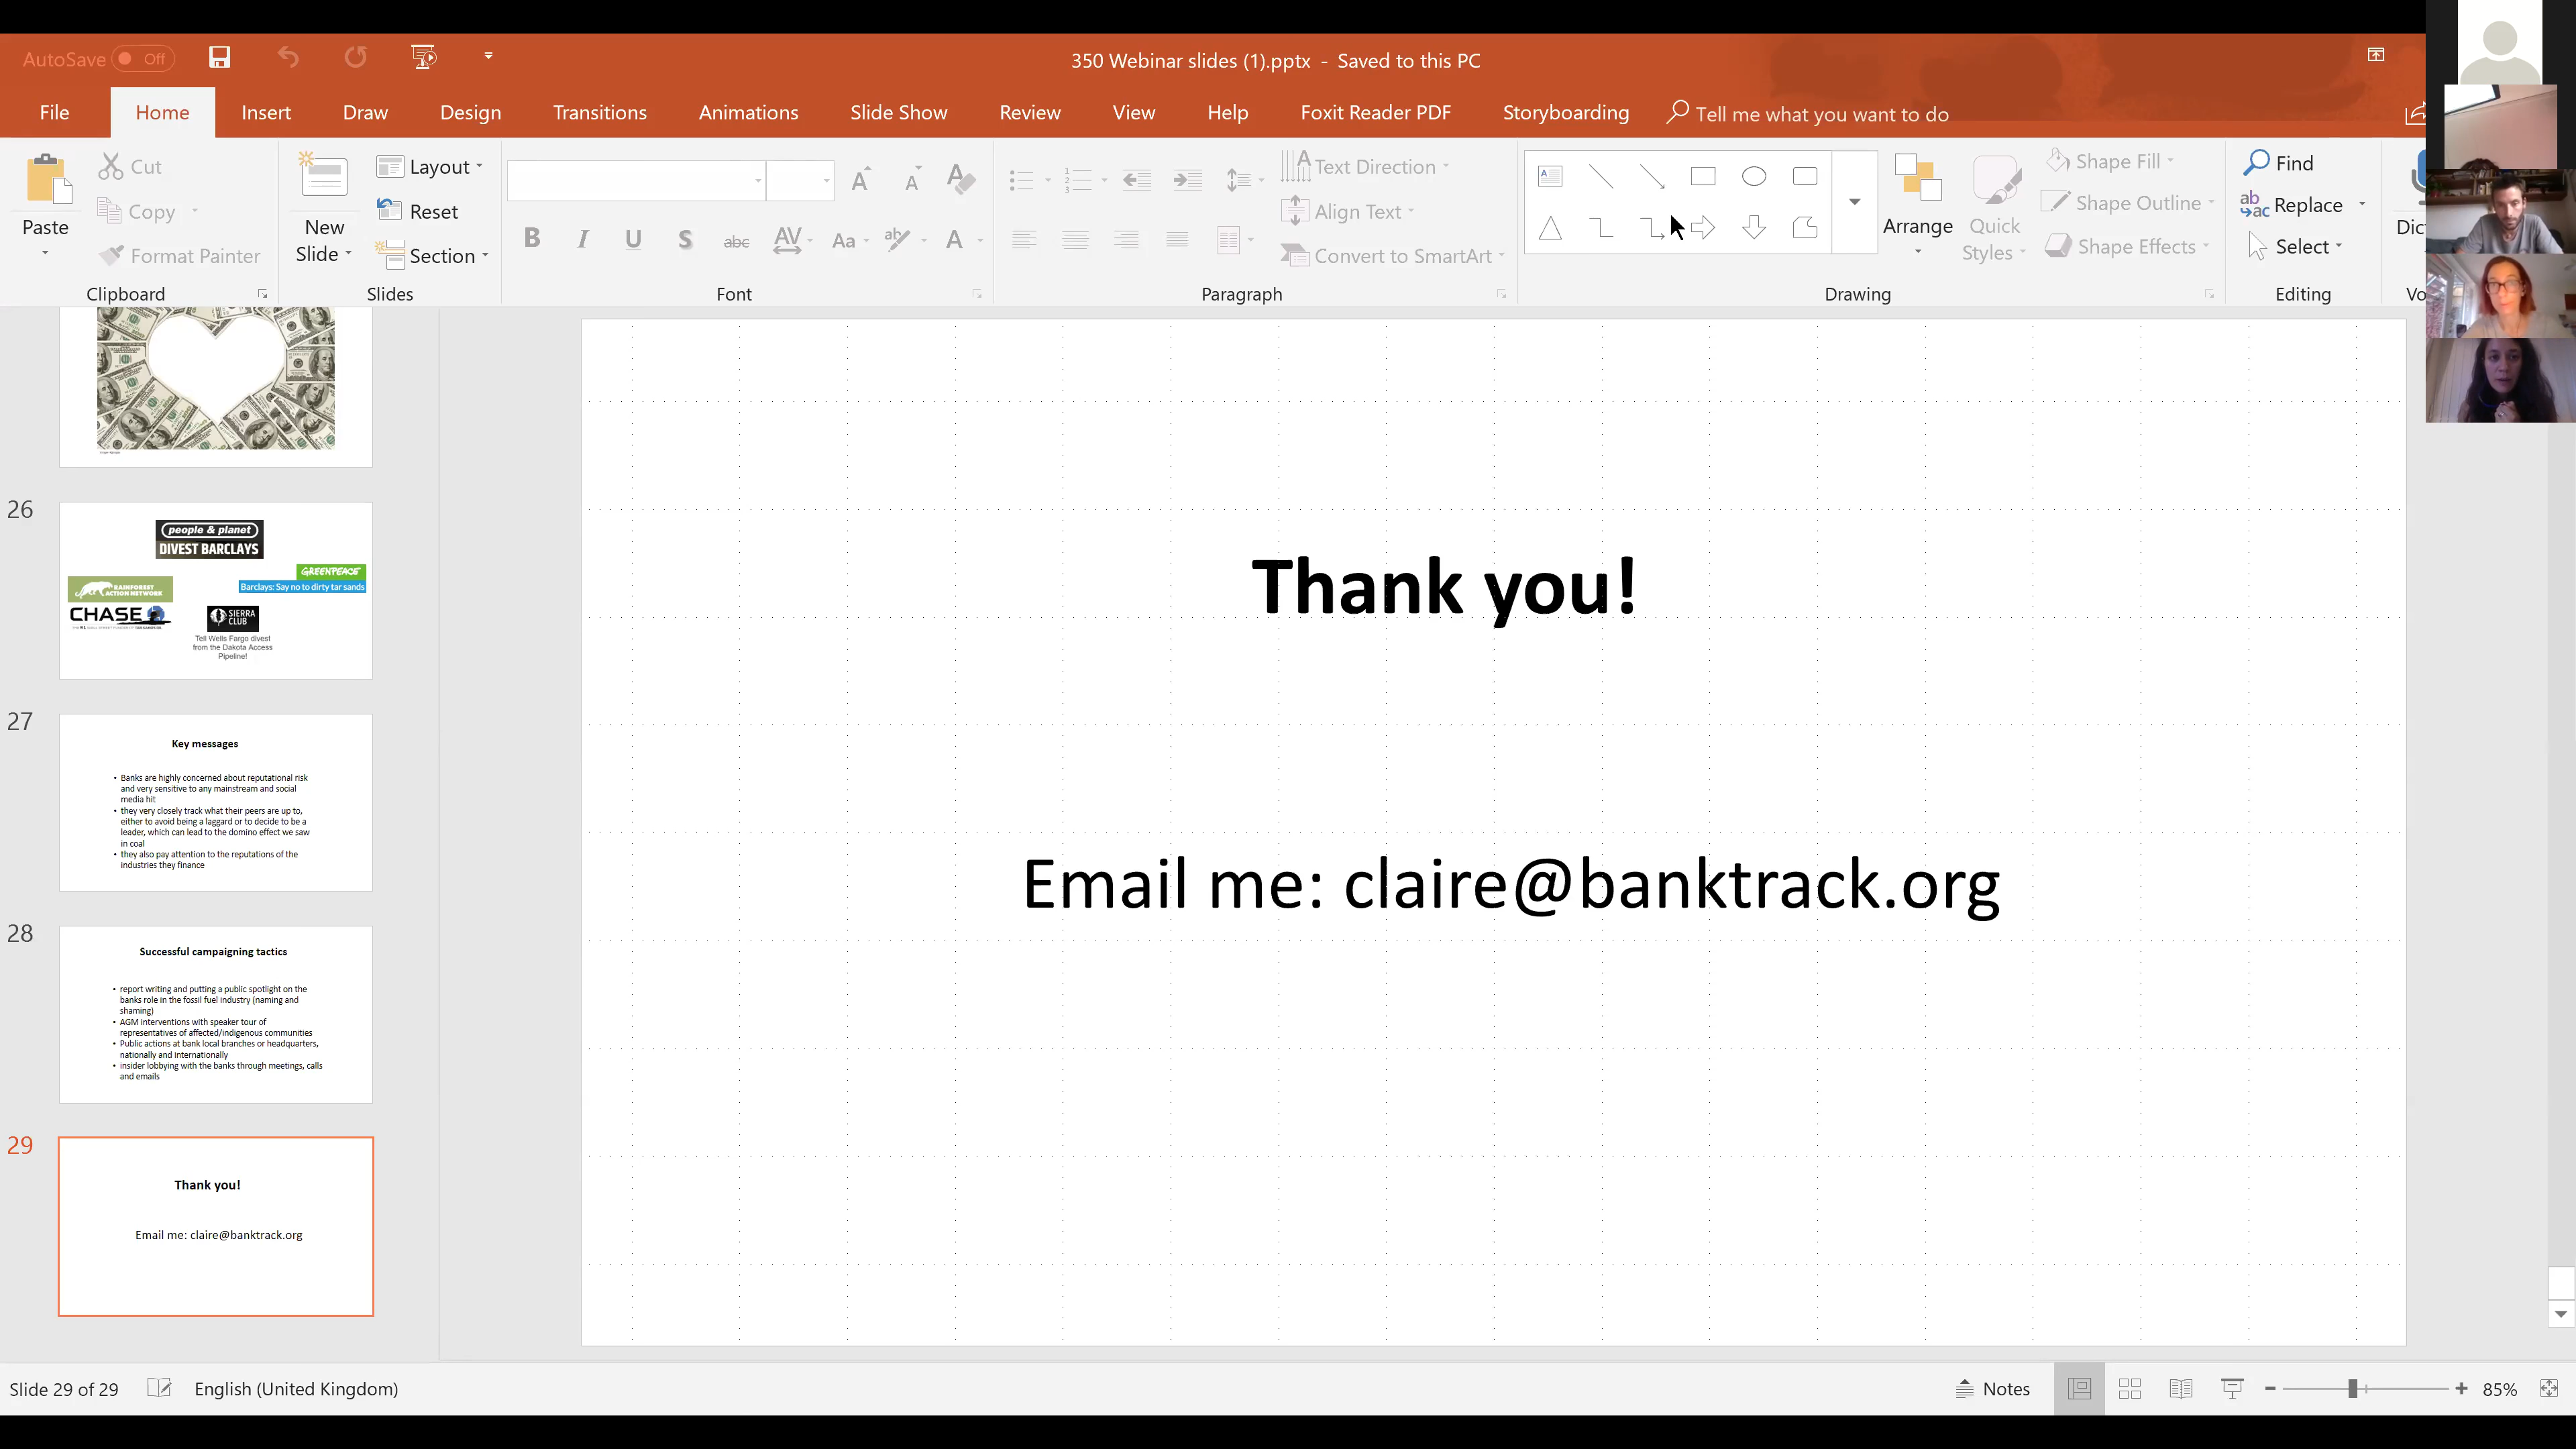 AutoSave Off
350 Webinar slides (1).pptx - Saved to this PC
File Home Insert Draw Design Transitions Animations Slide Show Review View Help Foxit Reader PDF Storyboarding Tell me what you want to do
Paste
Cut
Copy
Format Painter
Clipboard
New
Slide
Layout
Reset
Section
Slides
B I U S abc AV Aa ab A
Font
Text Direction
Align Text
Convert to SmartArt
Paragraph
Arrange
Quick
Styles
Shape Fill
Shape Outline
Shape Effects
Drawing
Find
Replace
Select
Editing
Dict
Vo
26
people & planet
DIVEST BARCLAYS
GREENPEACE
Barclays: Say no to dirty tar sands
RAINFOREST
ACTION NETWORK
CHASE
SIERRA
CLUB
Tell Wells Fargo divest
from the Dakota Access
Pipeline!
27
Key messages
• Banks are highly concerned about reputational risk
and very sensitive to any mainstream and social
media hit
• they very closely track what their peers are up to,
either to avoid being a laggard or to decide to be a
leader, which can lead to the domino effect we saw
in coal
• they also pay attention to the reputations of the
industries they finance
28
Successful campaigning tactics
• report writing and putting a public spotlight on the
banks role in the fossil fuel industry (naming and
shaming)
• AGM interventions with speaker tour of
representatives of affected/indigenous communities
• Public actions at bank local branches or headquarters,
nationally and internationally
• insider lobbying with the banks through meetings, calls
and emails
29
Thank you!
Email me: claire@banktrack.org
Thank you!
Email me: claire@banktrack.org
Slide 29 of 29 English (United Kingdom) Notes 85%